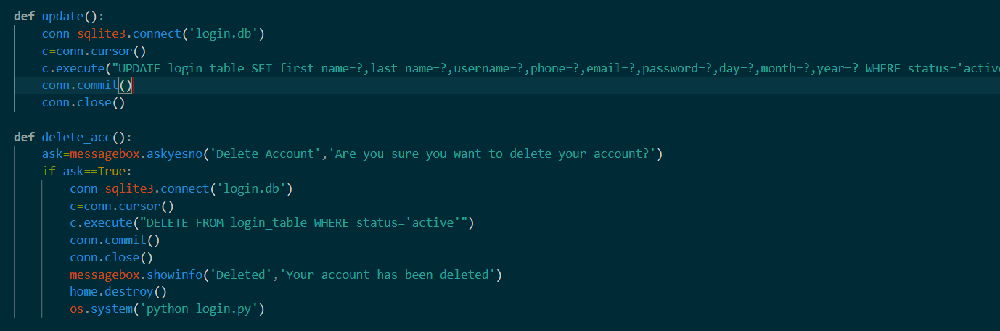 def update():
conn=sqlite3.connect('login.db')
c=conn.cursor()
c.execute("UPDATE login_table SET first_name=?,last_name=?,username=?,phone=?,email=?,password=?,day=?,month=?,year=? WHERE status='active
conn.commit()
conn.close()
def delete_acc():
ask=messagebox.askyesno('Delete Account','Are you sure you want to delete your account?')
if ask==True:
conn=sqlite3.connect('login.db')
c=conn.cursor()
c.execute("DELETE FROM login_table WHERE status='active'")
conn.commit()
conn.close()
messagebox.showinfo('Deleted','Your account has been deleted')
home.destroy()
os.system('python login.py')